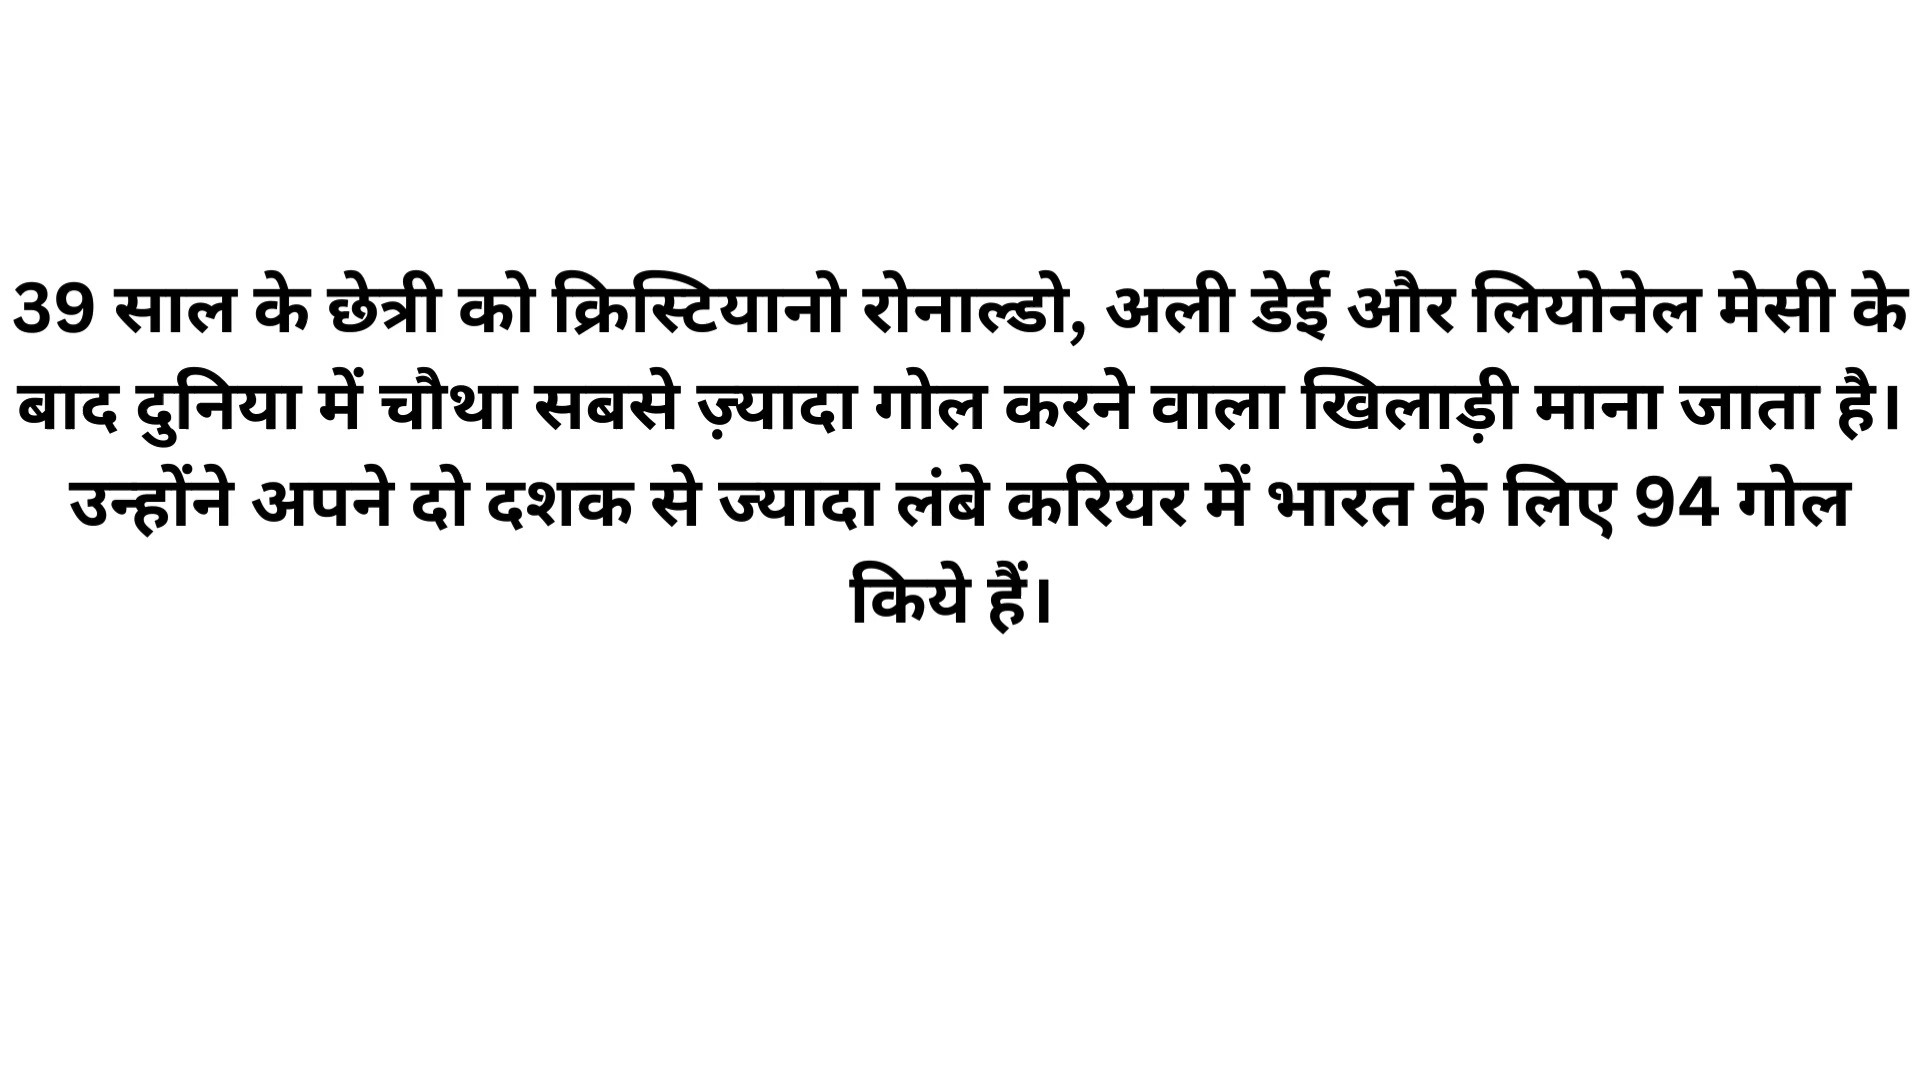 39 साल के छेत्री को क्रिस्टियानो रोनाल्डो, अली डेई और लियोनेल मेसी के
बाद दुनिया में चौथा सबसे ज़्यादा गोल करने वाला खिलाड़ी माना जाता है।
उन्होंने अपने दो दशक से ज्यादा लंबे करियर में भारत के लिए 94 गोल
किये हैं।